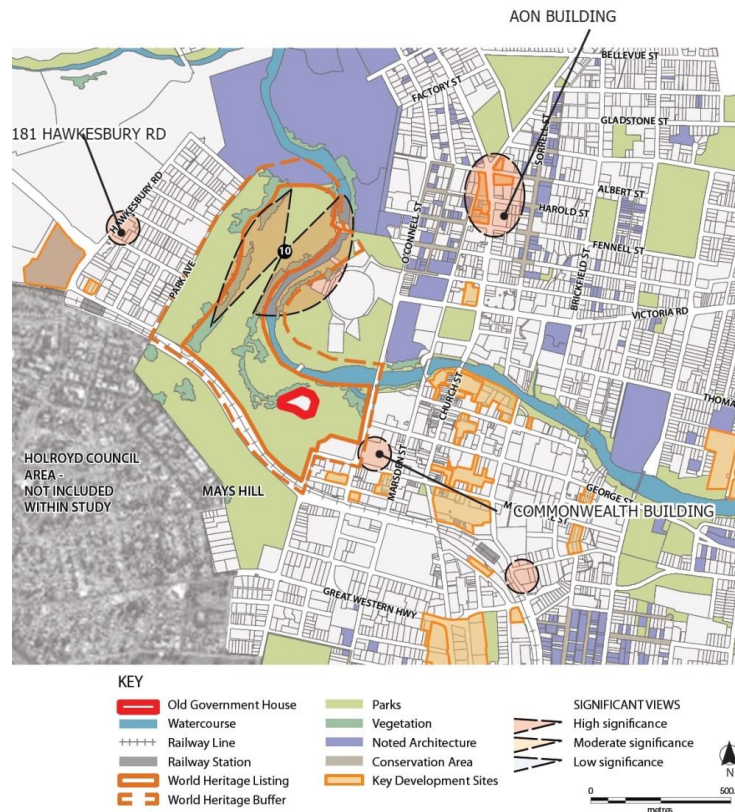 AON BUILDING
BELLEVUE ST
FACTORY ST
GLADSTONE ST
SORRELL ST
181 HAWKESBURY RD
HAWKESBURY RD
ALBERT ST
HAROLD ST
O'CONNELL ST
FENNELL ST
10
PARK AVE
BRICKFIELD ST
VICTORIA RD
CHURCH ST
THOMA
HOLROYD COUNCIL
AREA -
NOT INCLUDED
WITHIN STUDY
MAYS HILL
MARSDEN ST
GEORGE ST
COMMONWEALTH BUILDING
GREAT WESTERN HWY
KEY
Old Government House
Watercourse
Railway Line
Railway Station
World Heritage Listing
World Heritage Buffer
Parks
Vegetation
Noted Architecture
Conservation Area
Key Development Sites
SIGNIFICANT VIEWS
High significance
Moderate significance
Low significance
N
0 500
metres